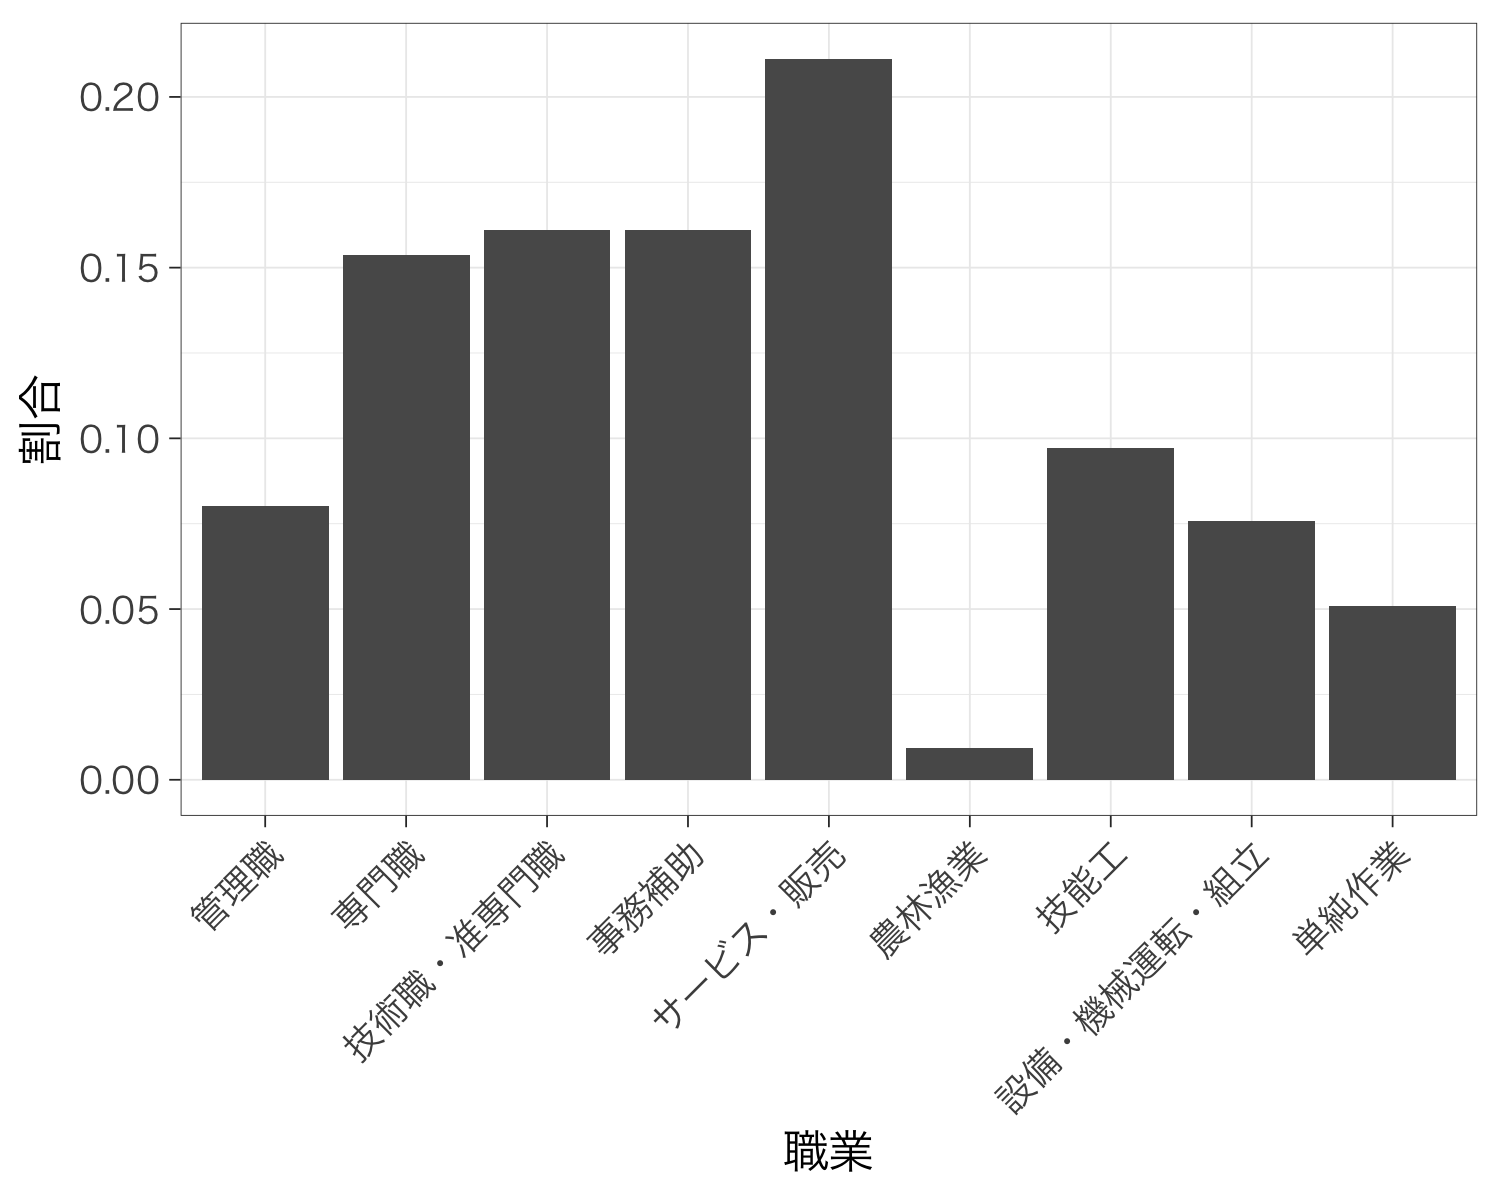 割合
0.20
0.15
0.10
0.05
0.00
管理職
専門職
技術職・准専門職
事務補助
サービス・販売
農林漁業
技能工
設備・機械運転・組立
単純作業
職業